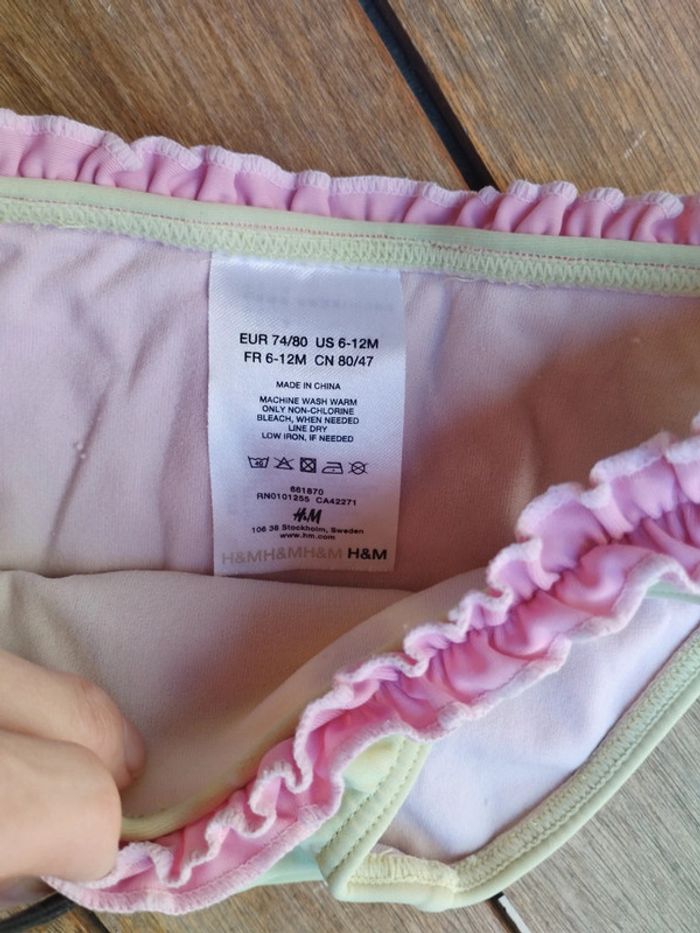 EUR 74/80 US 6-12M
FR 6-12M CN 80/47
MADE IN CHINA
MACHINE WASH WARM
ONLY NON-CHLORINE
BLEACH, WHEN NEEDED
LINE DRY
LOW IRON, IF NEEDED
40
661870
RN0101255 CA42271
H&M
106 38 Stockholm, Sweden
www.hm.com
H&MH&MH&M H&M